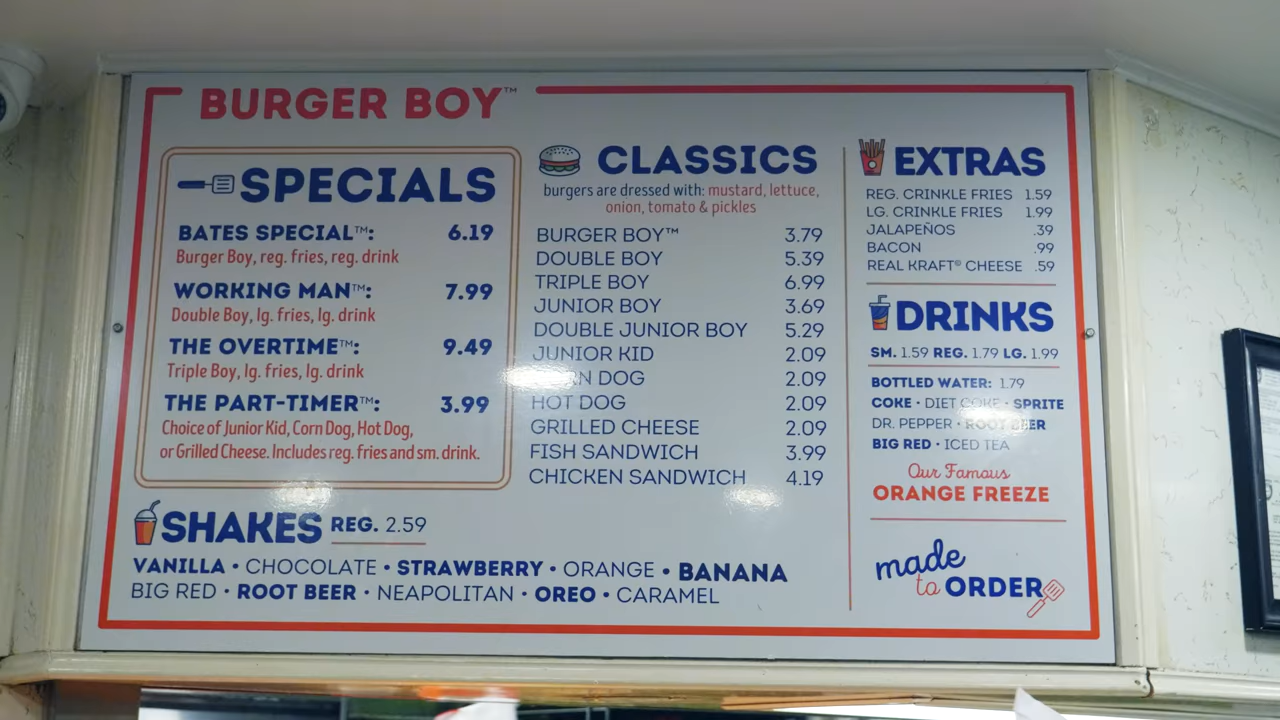 BURGER BOY™
SPECIALS
BATES SPECIAL™: 6.19
Burger Boy, reg. fries, reg. drink
WORKING MAN™: 7.99
Double Boy, lg. fries, lg. drink
THE OVERTIME™: 9.49
Triple Boy, lg. fries, lg. drink
THE PART-TIMER™: 3.99
Choice of Junior Kid, Corn Dog, Hot Dog,
or Grilled Cheese. Includes reg. fries and sm. drink.
SHAKES REG. 2.59
VANILLA • CHOCOLATE • STRAWBERRY • ORANGE • BANANA
BIG RED • ROOT BEER • NEAPOLITAN • OREO • CARAMEL
CLASSICS
burgers are dressed with: mustard, lettuce,
onion, tomato & pickles
BURGER BOY™ 3.79
DOUBLE BOY 5.39
TRIPLE BOY 6.99
JUNIOR BOY 3.69
DOUBLE JUNIOR BOY 5.29
JUNIOR KID 2.09
CORN DOG 2.09
HOT DOG 2.09
GRILLED CHEESE 2.09
FISH SANDWICH 3.99
CHICKEN SANDWICH 4.19
EXTRAS
REG. CRINKLE FRIES 1.59
LG. CRINKLE FRIES 1.99
JALAPEÑOS .39
BACON .99
REAL KRAFT© CHEESE .59
DRINKS
SM. 1.59 REG. 1.79 LG. 1.99
BOTTLED WATER: 1.79
COKE • DIET COKE • SPRITE
DR. PEPPER • ROOT BEER
BIG RED • ICED TEA
Our Famous
ORANGE FREEZE
made
to ORDER